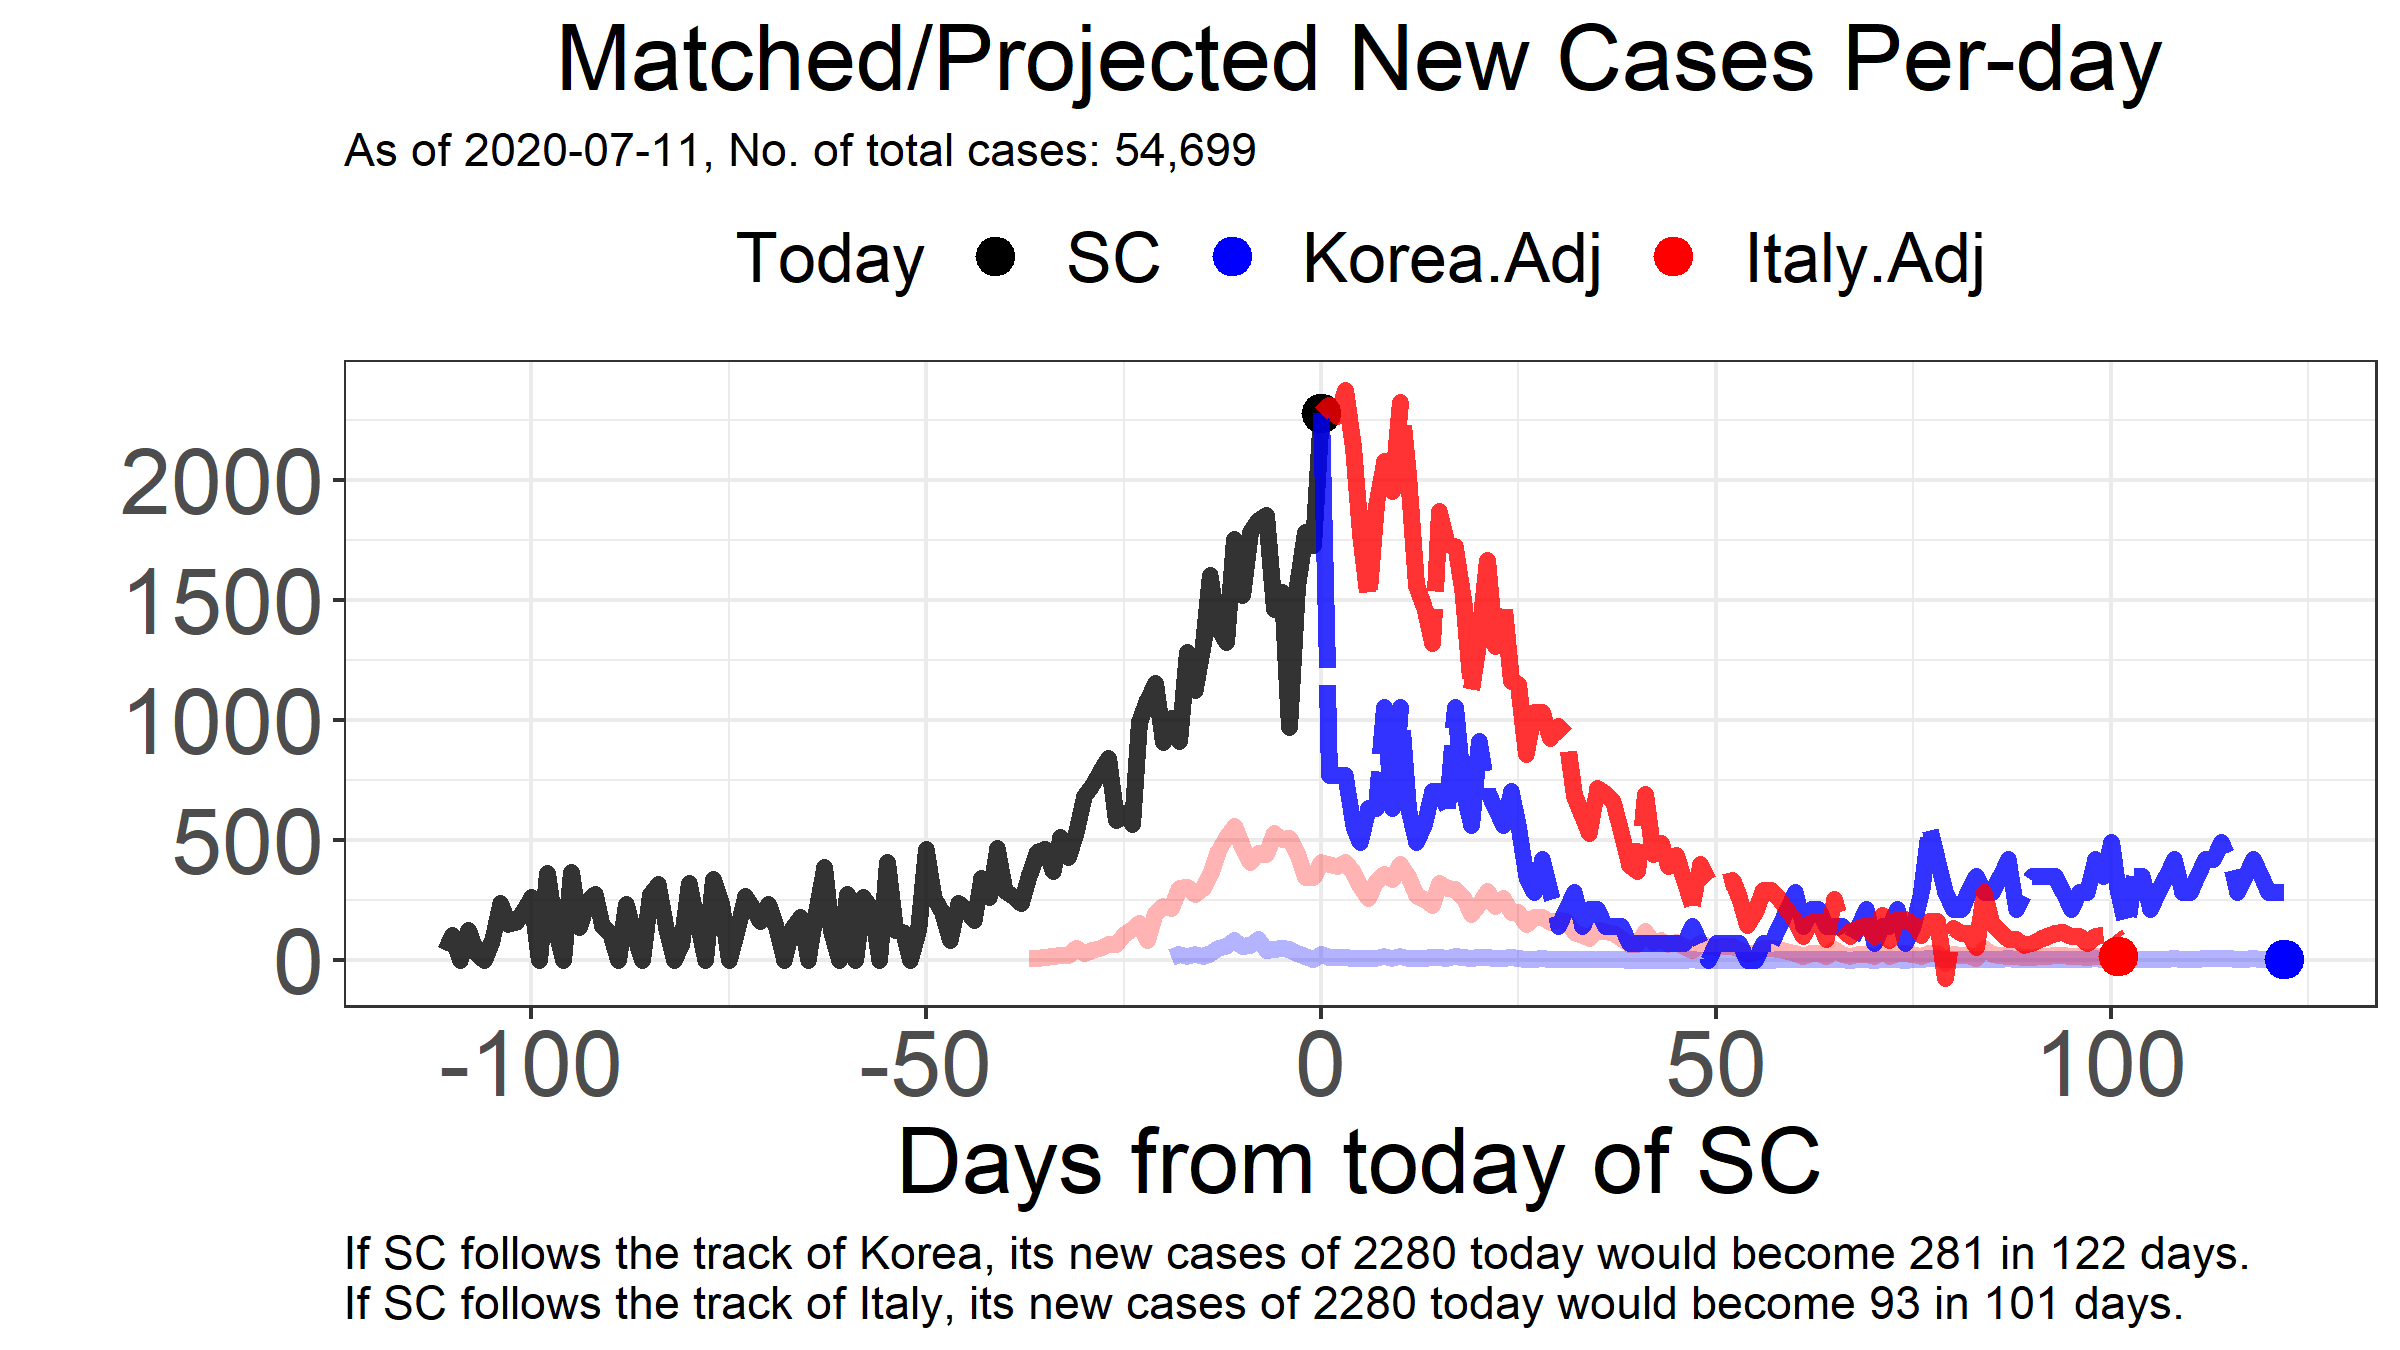 Matched/Projected New Cases Per-day
As of 2020-07-11, No. of total cases: 54,699
Today SC Korea.Adj Italy.Adj
2000
1500
1000
500
0
-100 -50 0 50 100
Days from today of SC
If SC follows the track of Korea, its new cases of 2280 today would become 281 in 122 days.
If SC follows the track of Italy, its new cases of 2280 today would become 93 in 101 days.